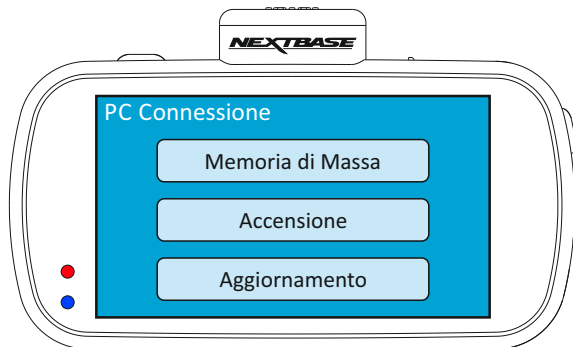 NEXTBASE
PC Connessione
Memoria di Massa
Accensione
Aggiornamento